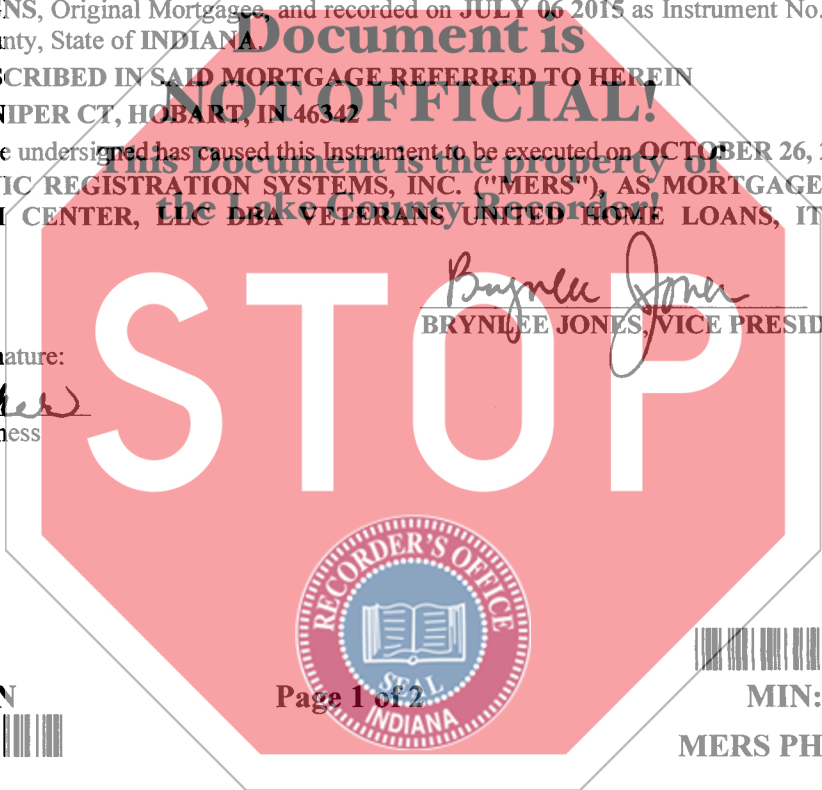 NS, Original Mortgagee, and recorded on JULY 06 2015 as Instrument No.
nty, State of INDIANA.
Document is
SCRIBED IN SAID MORTGAGE REFERRED TO HEREIN
NOT OFFICIAL!
NIPER CT, HOBART, IN 46342
e undersigned has caused this Instrument to be executed on OCTOBER 26,
This Document is the property of
IC REGISTRATION SYSTEMS, INC. ("MERS"), AS MORTGAGE
the Lake County Recorder!
CENTER, LLC DBA VETERANS UNITED HOME LOANS, IT
Brynlee Jones
BRYNLEE JONES, VICE PRESID
nature:
ness
STOP
RECORDER'S OFFICE
SEAL
INDIANA
N
Page 1 of 2
MIN:
MERS PH